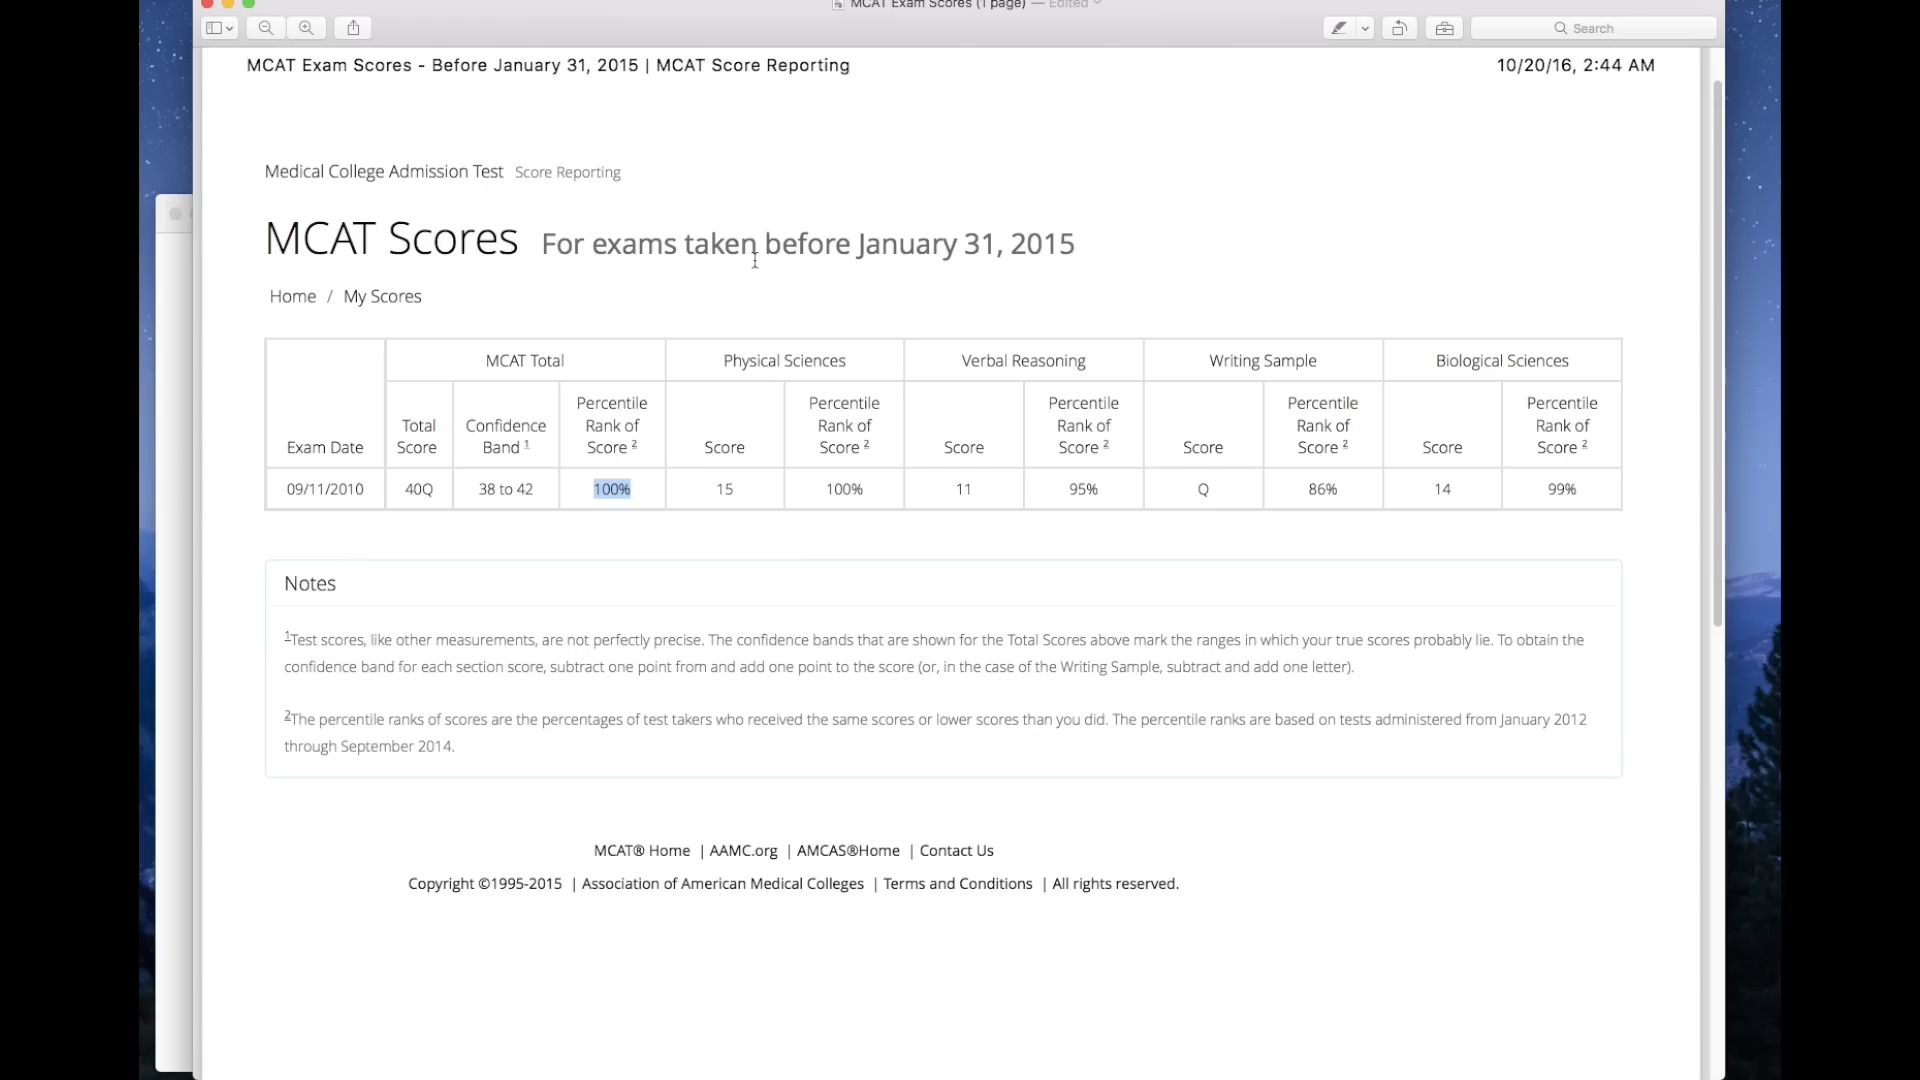 MCAT Exam Scores (1 page) — Edited
Search
MCAT Exam Scores - Before January 31, 2015 | MCAT Score Reporting
10/20/16, 2:44 AM
Medical College Admission Test Score Reporting
MCAT Scores For exams taken before January 31, 2015
Home / My Scores
MCAT Total Physical Sciences Verbal Reasoning Writing Sample Biological Sciences
Exam Date Total Score Confidence Band 1 Percentile Rank of Score 2 Score Percentile Rank of Score 2 Score Percentile Rank of Score 2 Score Percentile Rank of Score 2 Score Percentile Rank of Score 2
09/11/2010 40Q 38 to 42 100% 15 100% 11 95% Q 86% 14 99%
Notes
1Test scores, like other measurements, are not perfectly precise. The confidence bands that are shown for the Total Scores above mark the ranges in which your true scores probably lie. To obtain the
confidence band for each section score, subtract one point from and add one point to the score (or, in the case of the Writing Sample, subtract and add one letter).
2The percentile ranks of scores are the percentages of test takers who received the same scores or lower scores than you did. The percentile ranks are based on tests administered from January 2012
through September 2014.
MCAT® Home | AAMC.org | AMCAS®Home | Contact Us
Copyright ©1995-2015 | Association of American Medical Colleges | Terms and Conditions | All rights reserved.